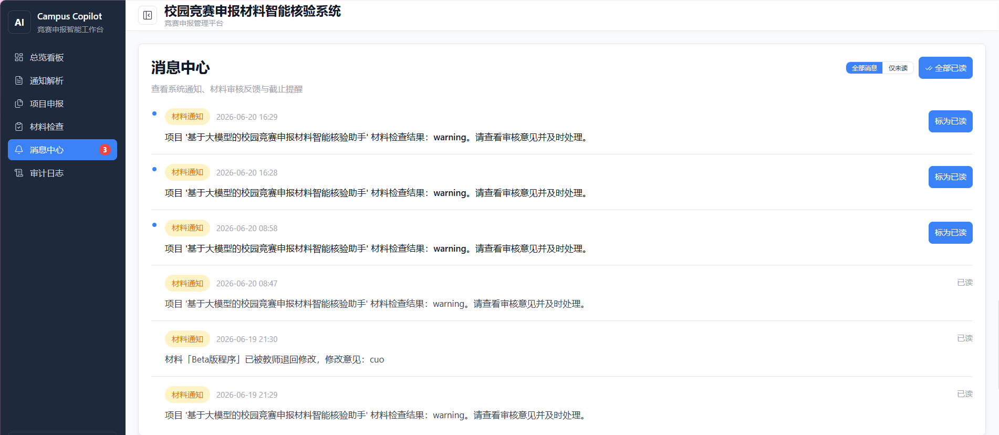 AI
Campus Copilot
竞赛申报智能工作台
总览看板
通知解析
项目申报
材料检查
消息中心 3
审计日志
校园竞赛申报材料智能核验系统
竞赛申报管理平台
消息中心
全部消息 仅未读 全部已读
查看系统通知、材料审核反馈与截止提醒
材料通知 2026-06-20 16:29 标为已读
项目 '基于大模型的校园竞赛申报材料智能核验助手' 材料检查结果：warning。请查看审核意见并及时处理。
材料通知 2026-06-20 16:28 标为已读
项目 '基于大模型的校园竞赛申报材料智能核验助手' 材料检查结果：warning。请查看审核意见并及时处理。
材料通知 2026-06-20 08:58 标为已读
项目 '基于大模型的校园竞赛申报材料智能核验助手' 材料检查结果：warning。请查看审核意见并及时处理。
材料通知 2026-06-20 08:47 已读
项目 '基于大模型的校园竞赛申报材料智能核验助手' 材料检查结果：warning。请查看审核意见并及时处理。
材料通知 2026-06-19 21:30 已读
材料「Beta版程序」已被教师退回修改，修改意见：cuo
材料通知 2026-06-19 21:29 已读
项目 '基于大模型的校园竞赛申报材料智能核验助手' 材料检查结果：warning。请查看审核意见并及时处理。